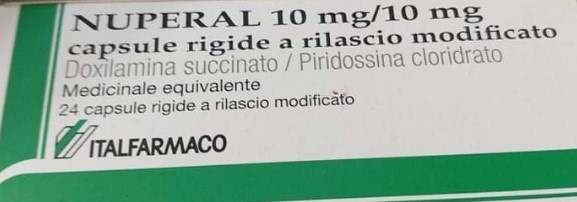 NUPERAL 10 mg/10 mg
capsule rigide a rilascio modificato
Doxilamina succinato / Piridossina cloridrato
Medicinale equivalente
24 capsule rigide a rilascio modificato
ITALFARMACO